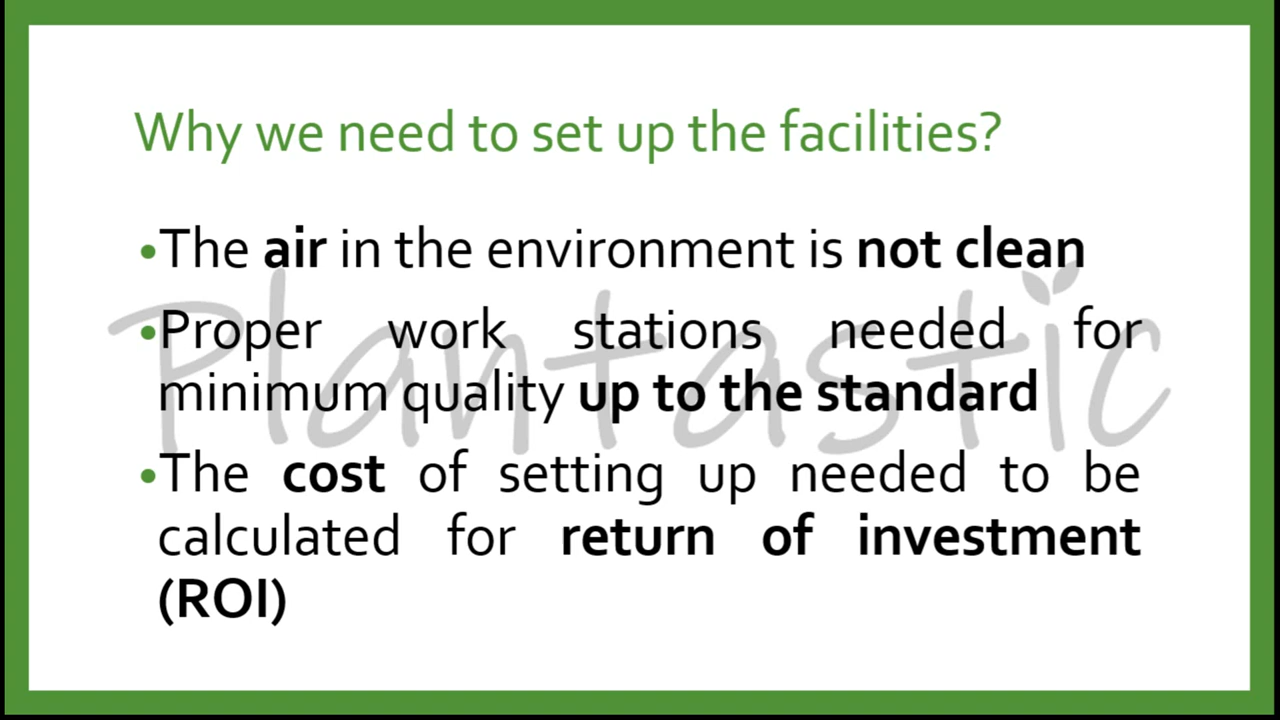 Why we need to set up the facilities?
•The air in the environment is not clean
•Proper work stations needed for
minimum quality up to the standard
•The cost of setting up needed to be
calculated for return of investment
(ROI)
Plantastic